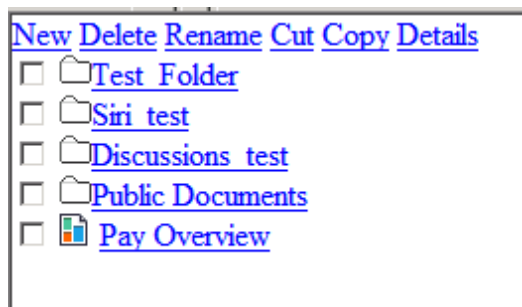 New Delete Rename Cut Copy Details
Test_Folder
Siri_test
Discussions_test
Public Documents
Pay Overview